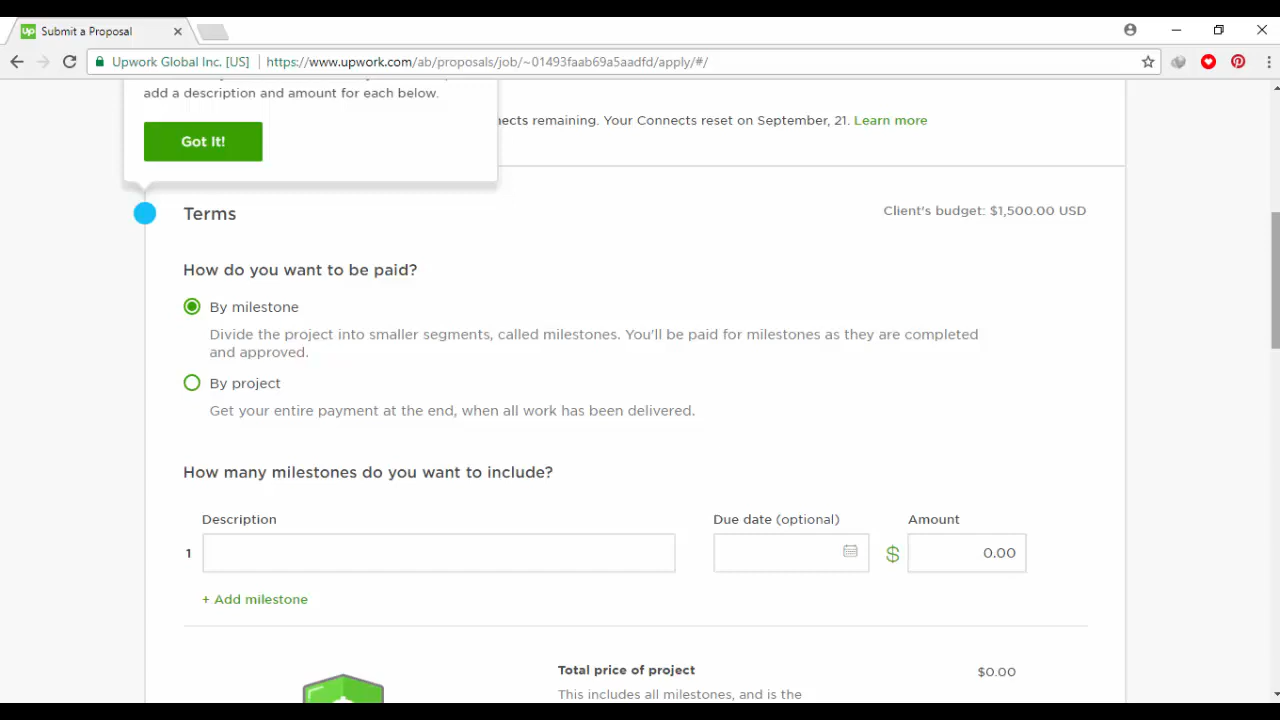 Submit a Proposal
Upwork Global Inc. [US] https://www.upwork.com/ab/proposals/job/~01493faab69a5aadfd/apply/#/
add a description and amount for each below.
Got It!
nects remaining. Your Connects reset on September, 21. Learn more
Terms
Client's budget: $1,500.00 USD
How do you want to be paid?
By milestone
Divide the project into smaller segments, called milestones. You'll be paid for milestones as they are completed
and approved.
By project
Get your entire payment at the end, when all work has been delivered.
How many milestones do you want to include?
Description Due date (optional) Amount
1 $ 0.00
+ Add milestone
Total price of project $0.00
This includes all milestones, and is the